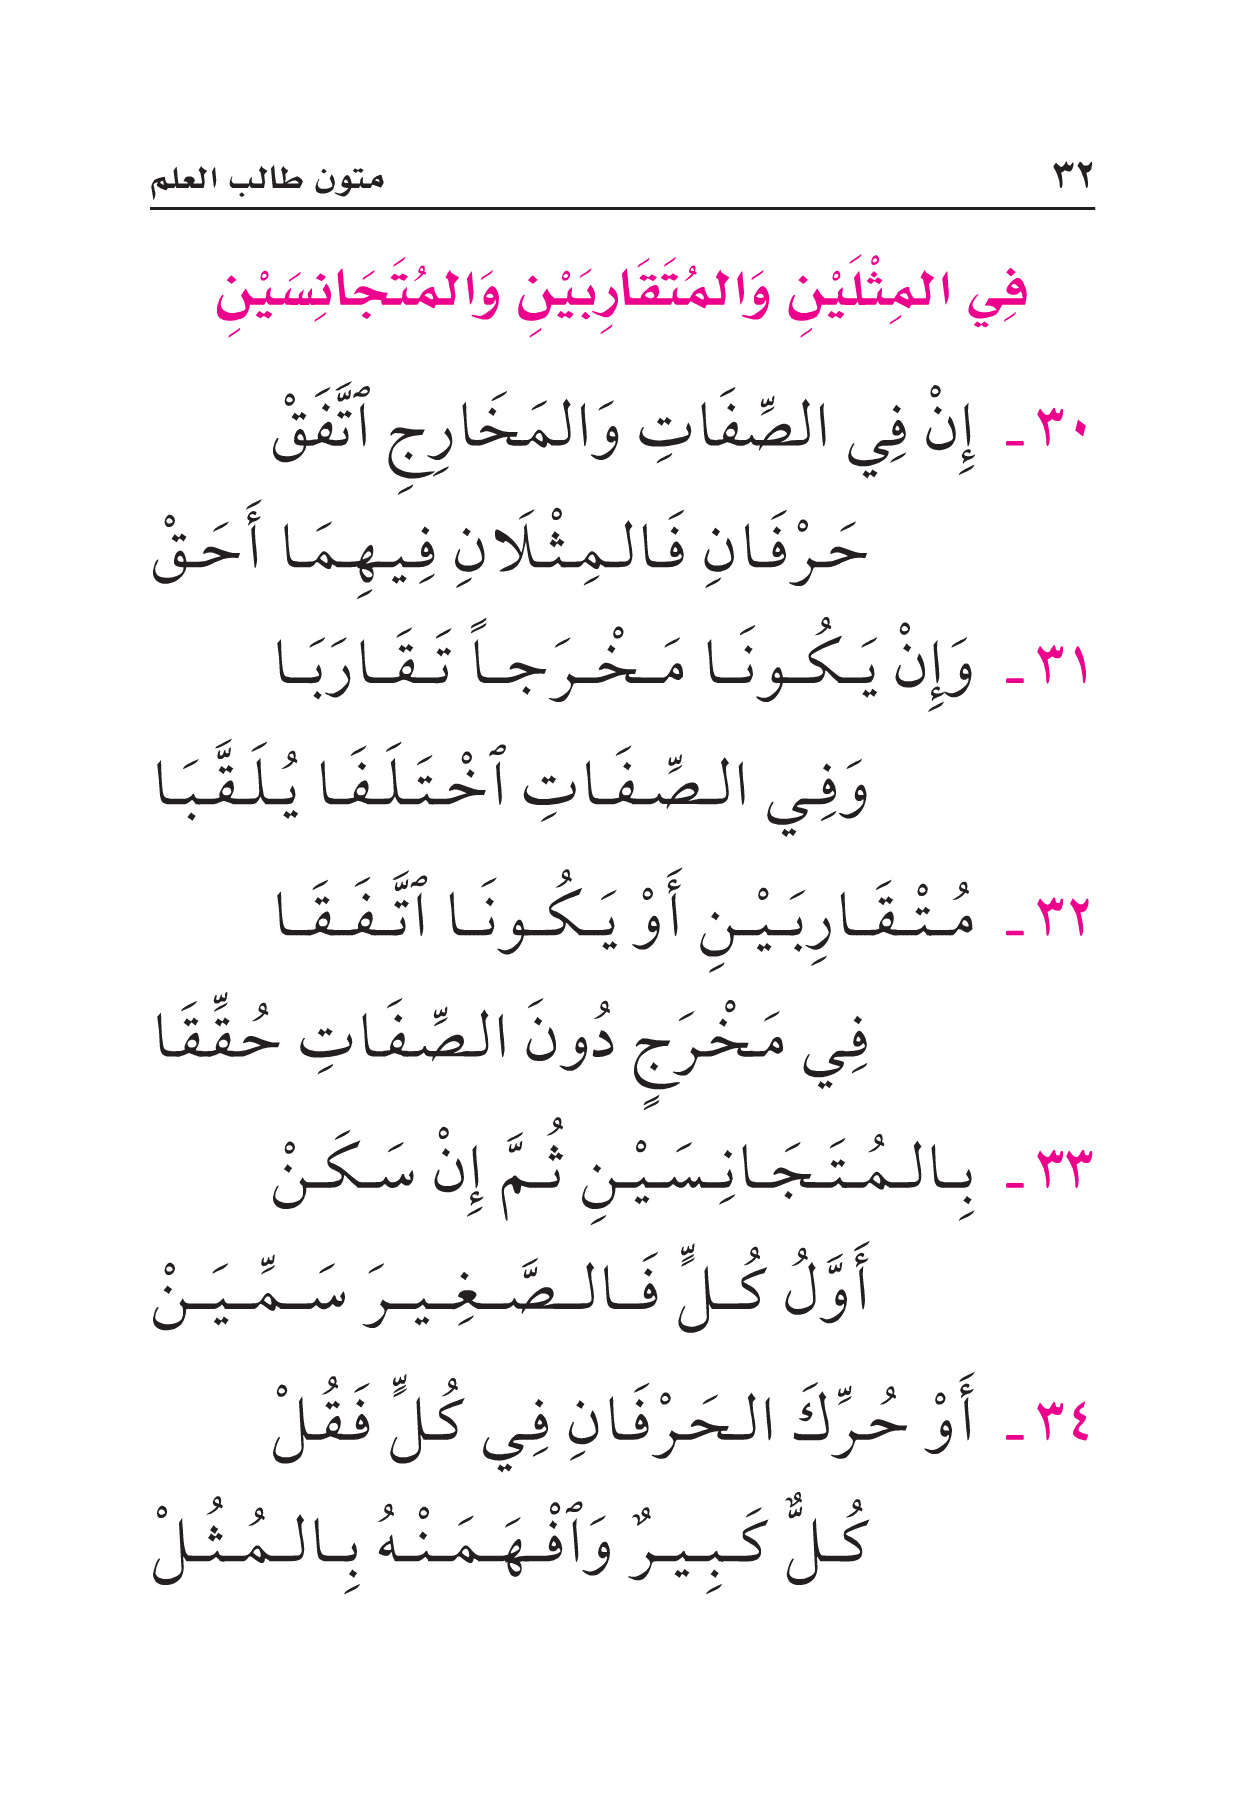 ٣٢ متون طالب العلم
فِي المِثْلَيْنِ وَالمُتَقَارِبَيْنِ وَالمُتَجَانِسَيْنِ
٣٠ ـ إِنْ فِي الصِّفَاتِ وَالمَخَارِجِ ٱتَّفَقْ
حَرْفَانِ فَالمِثْلَانِ فِيهِمَا أَحَقْ
٣١ ـ وَإِنْ يَكُونَا مَخْرَجاً تَقَارَبَا
وَفِي الصِّفَاتِ ٱخْتَلَفَا يُلَقَّبَا
٣٢ ـ مُتْقَارِبَيْنِ أَوْ يَكُونَا ٱتَّفَقَا
فِي مَخْرَجٍ دُونَ الصِّفَاتِ حُقِّقَا
٣٣ ـ بِالمُتَجَانِسَيْنِ ثُمَّ إِنْ سَكَنْ
أَوَّلُ كُلٍّ فَالصَّغِيرَ سَمِّيَنْ
٣٤ ـ أَوْ حُرِّكَ الحَرْفَانِ فِي كُلٍّ فَقُلْ
كُلٌّ كَبِيرٌ وَٱفْهَمَنْهُ بِالمُثُلْ